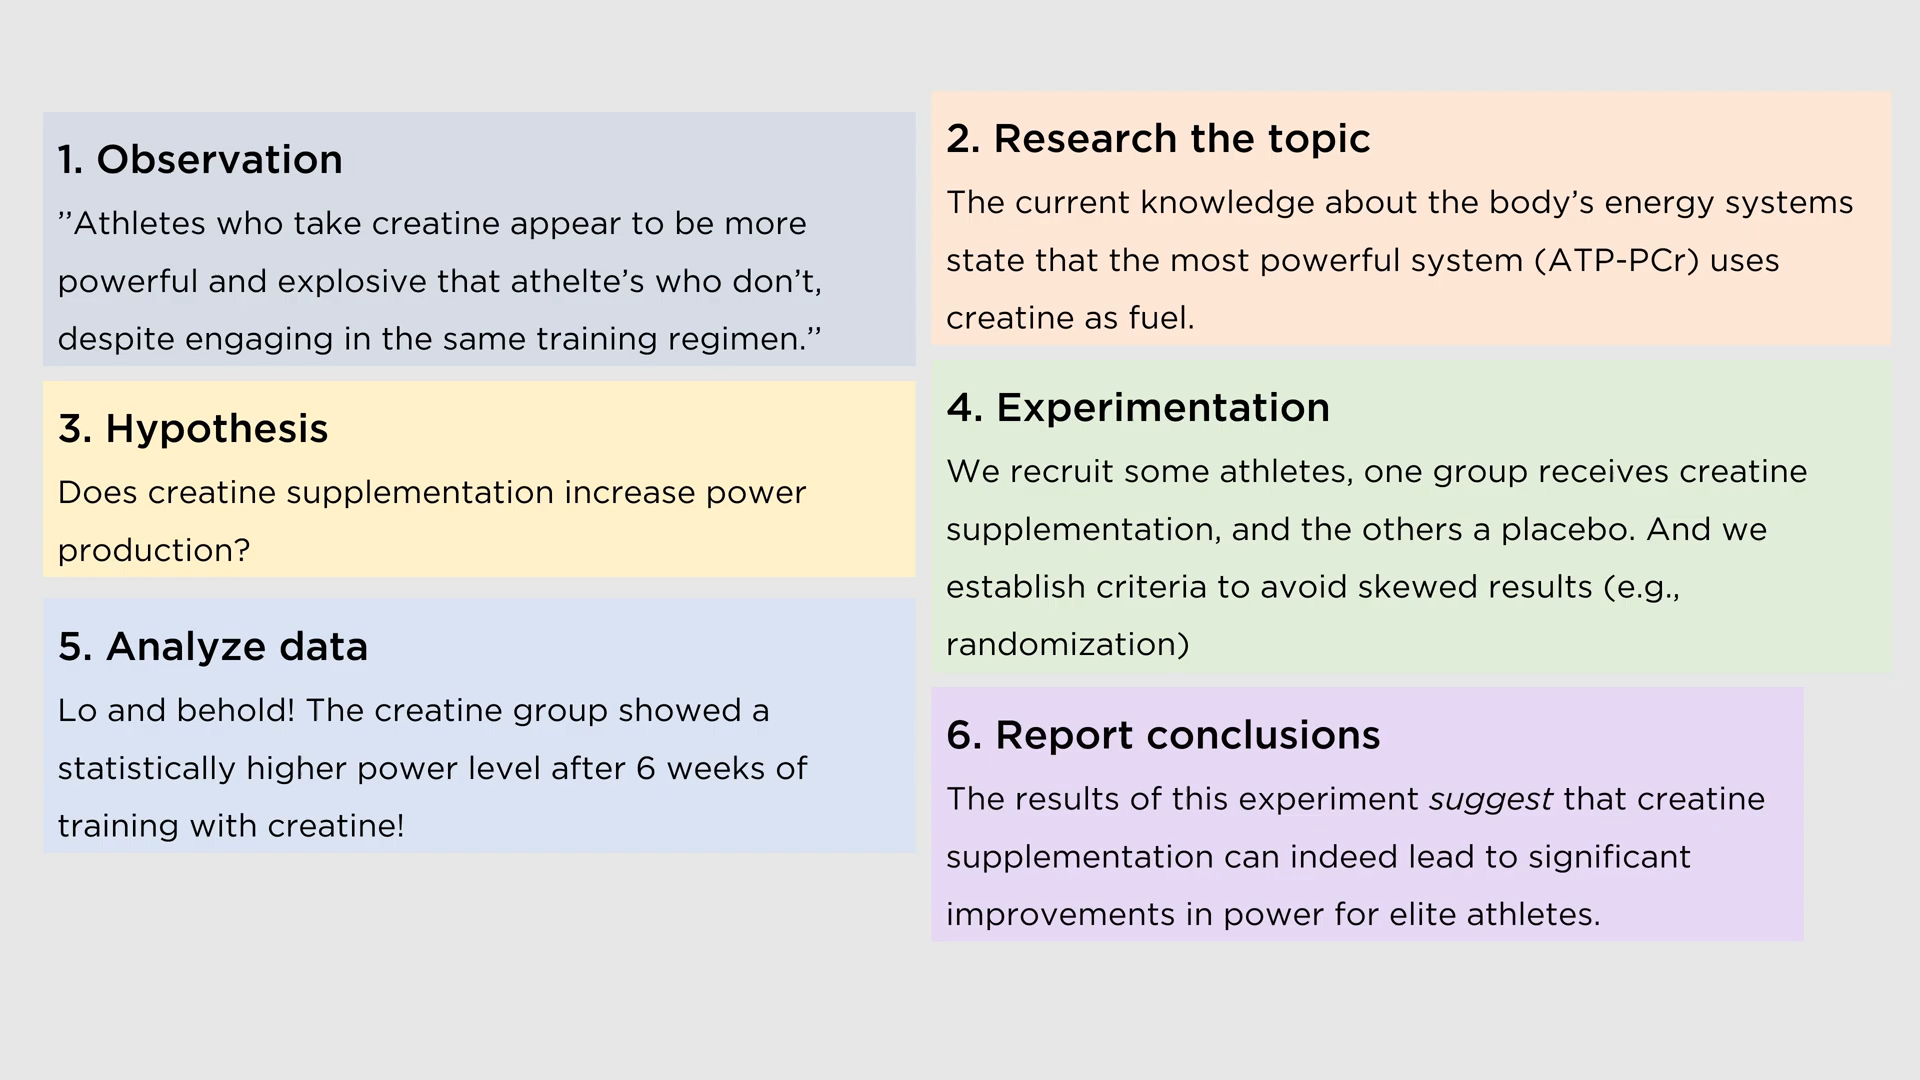 1. Observation
’’Athletes who take creatine appear to be more
powerful and explosive that athelte’s who don’t,
despite engaging in the same training regimen.’’
2. Research the topic
The current knowledge about the body’s energy systems
state that the most powerful system (ATP-PCr) uses
creatine as fuel.
3. Hypothesis
Does creatine supplementation increase power
production?
4. Experimentation
We recruit some athletes, one group receives creatine
supplementation, and the others a placebo. And we
establish criteria to avoid skewed results (e.g.,
randomization)
5. Analyze data
Lo and behold! The creatine group showed a
statistically higher power level after 6 weeks of
training with creatine!
6. Report conclusions
The results of this experiment suggest that creatine
supplementation can indeed lead to significant
improvements in power for elite athletes.